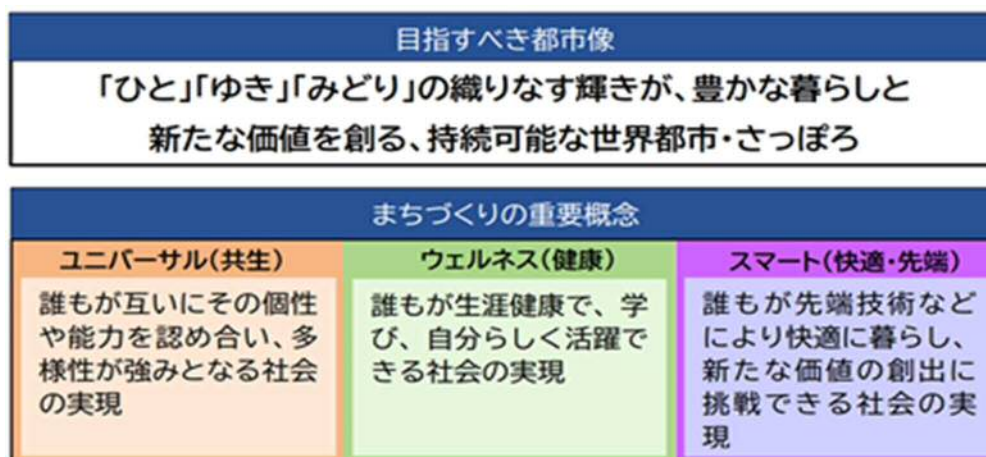 目指すべき都市像
「ひと」「ゆき」「みどり」の織りなす輝きが、豊かな暮らしと
新たな価値を創る、持続可能な世界都市・さっぽろ
まちづくりの重要概念
ユニバーサル(共生)
誰もが互いにその個性
や能力を認め合い、多
様性が強みとなる社会
の実現
ウェルネス(健康)
誰もが生涯健康で、学
び、自分らしく活躍で
きる社会の実現
スマート(快適・先端)
誰もが先端技術など
により快適に暮らし、
新たな価値の創出に
挑戦できる社会の実
現